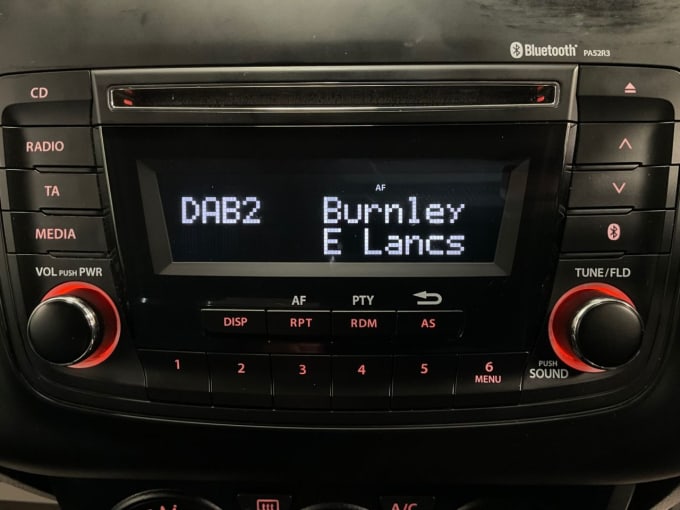 Bluetooth® PA52R3
CD
RADIO
TA
MEDIA
AF
DAB2 Burnley
E Lancs
VOL PUSH PWR
TUNE/FLD
AF PTY
DISP RPT RDM AS
1 2 3 4 5 6
MENU
PUSH
SOUND
A/C